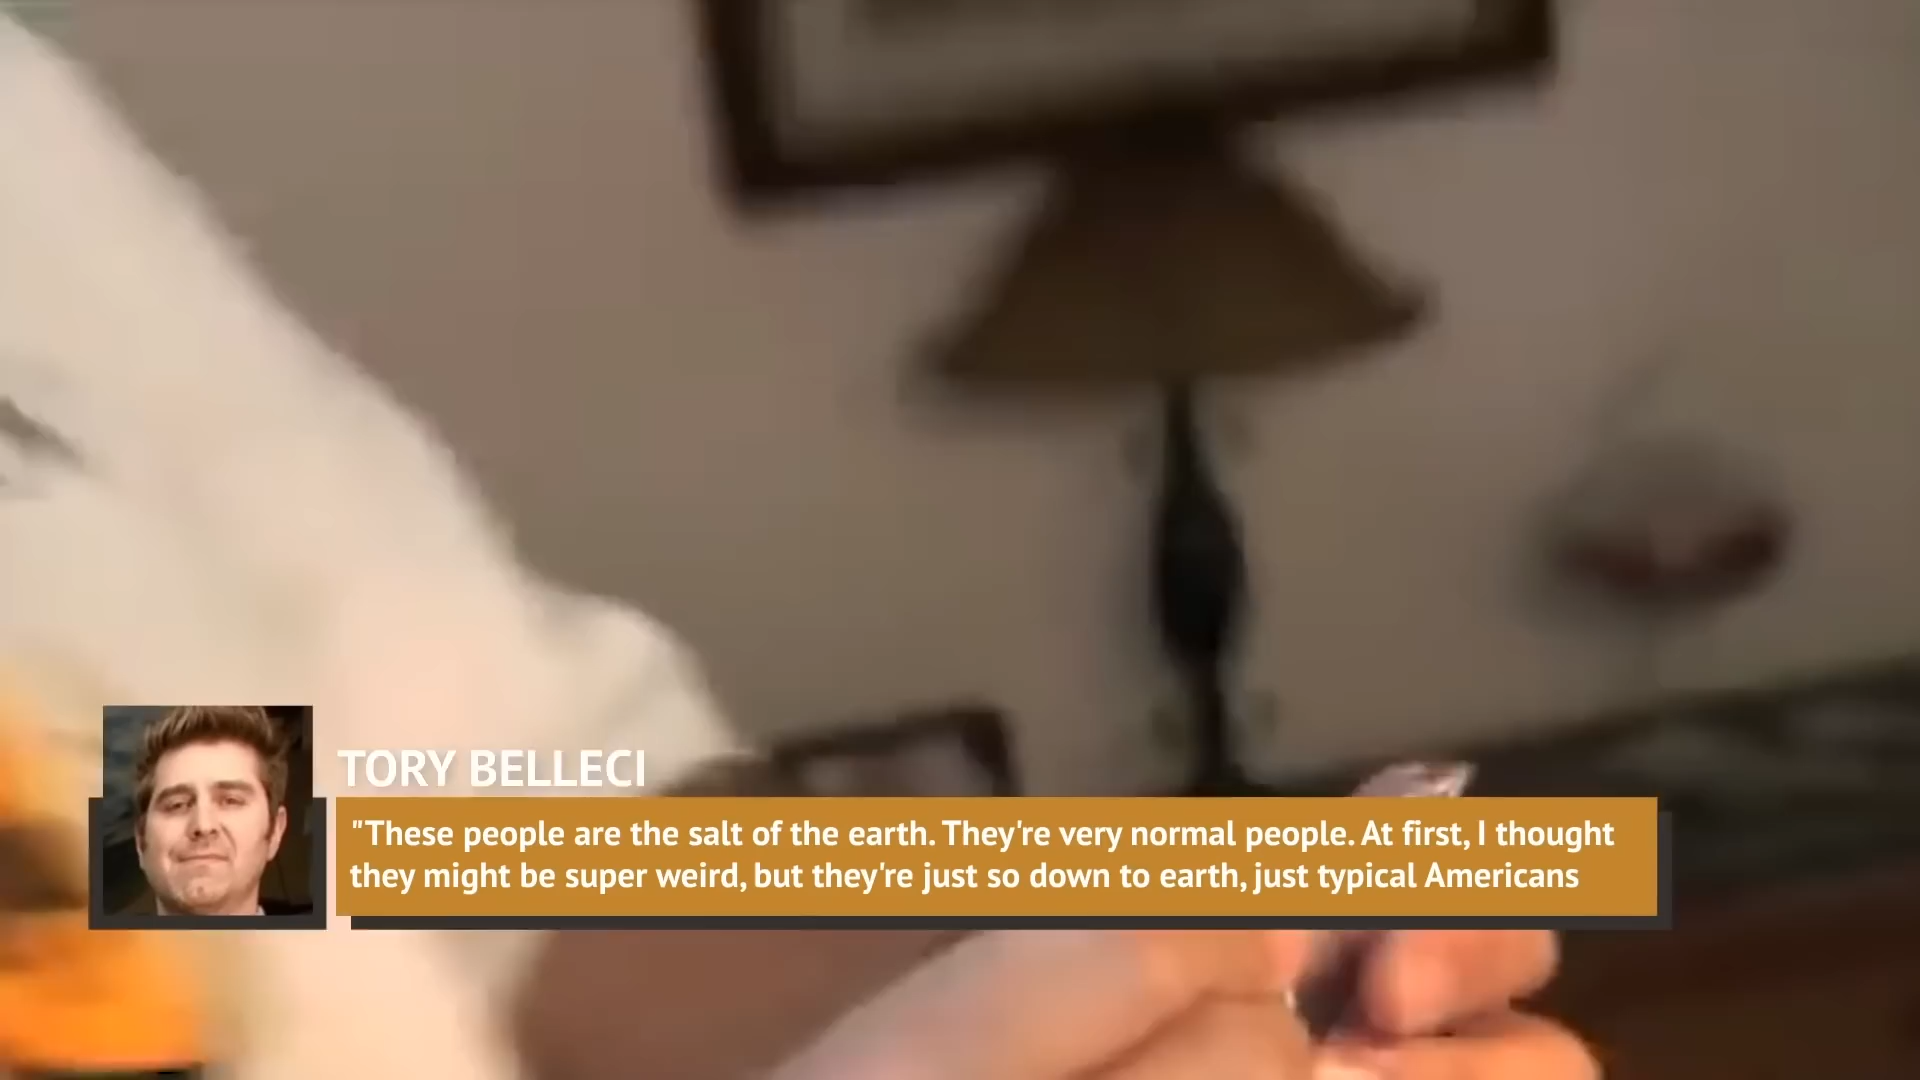 TORY BELLECI
"These people are the salt of the earth. They're very normal people. At first, I thought
they might be super weird, but they're just so down to earth, just typical Americans